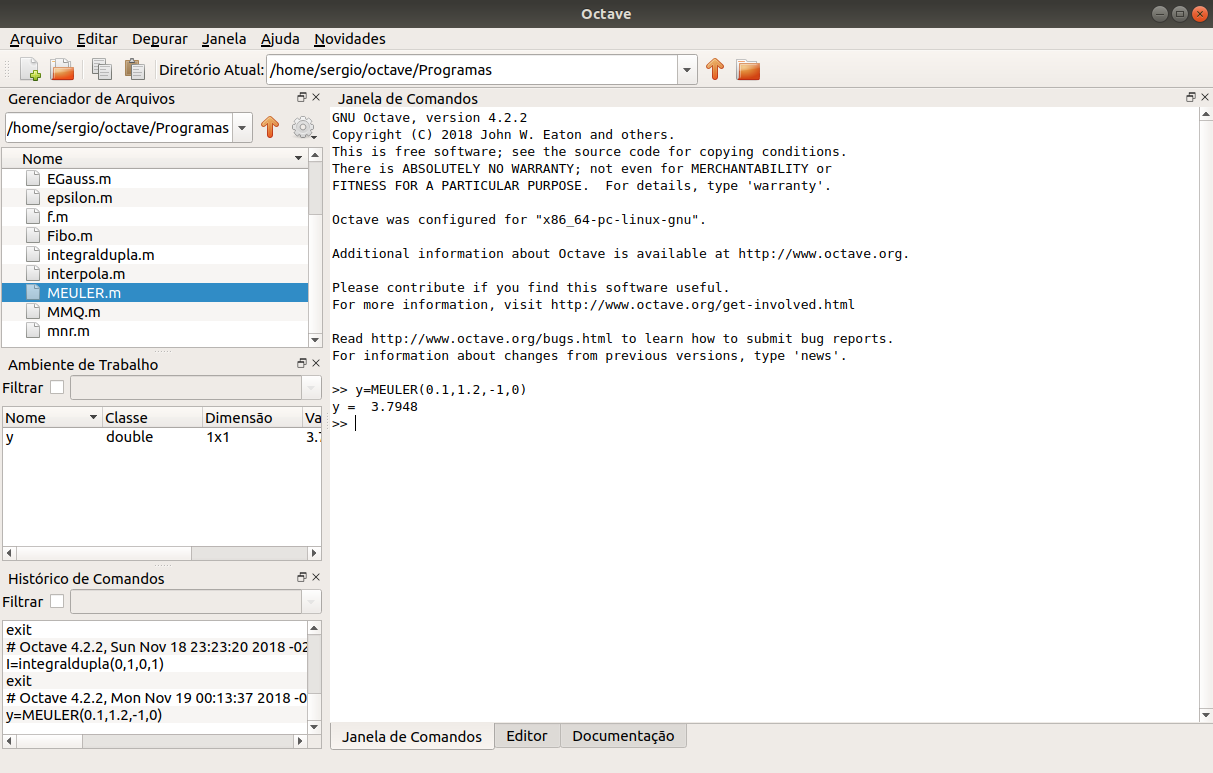 Octave
Arquivo Editar Depurar Janela Ajuda Novidades
Diretório Atual: /home/sergio/octave/Programas
Gerenciador de Arquivos
/home/sergio/octave/Programas
Nome
EGauss.m
epsilon.m
f.m
Fibo.m
integraldupla.m
interpola.m
MEULER.m
MMQ.m
mnr.m
Ambiente de Trabalho
Filtrar
Nome Classe Dimensão Va
y double 1x1 3.7
Histórico de Comandos
Filtrar
exit
# Octave 4.2.2, Sun Nov 18 23:23:20 2018 -02
I=integraldupla(0,1,0,1)
exit
# Octave 4.2.2, Mon Nov 19 00:13:37 2018 -0
y=MEULER(0.1,1.2,-1,0)
Janela de Comandos
GNU Octave, version 4.2.2
Copyright (C) 2018 John W. Eaton and others.
This is free software; see the source code for copying conditions.
There is ABSOLUTELY NO WARRANTY; not even for MERCHANTABILITY or
FITNESS FOR A PARTICULAR PURPOSE.  For details, type 'warranty'.
Octave was configured for "x86_64-pc-linux-gnu".
Additional information about Octave is available at http://www.octave.org.
Please contribute if you find this software useful.
For more information, visit http://www.octave.org/get-involved.html
Read http://www.octave.org/bugs.html to learn how to submit bug reports.
For information about changes from previous versions, type 'news'.
>> y=MEULER(0.1,1.2,-1,0)
y =  3.7948
>>
Janela de Comandos Editor Documentação